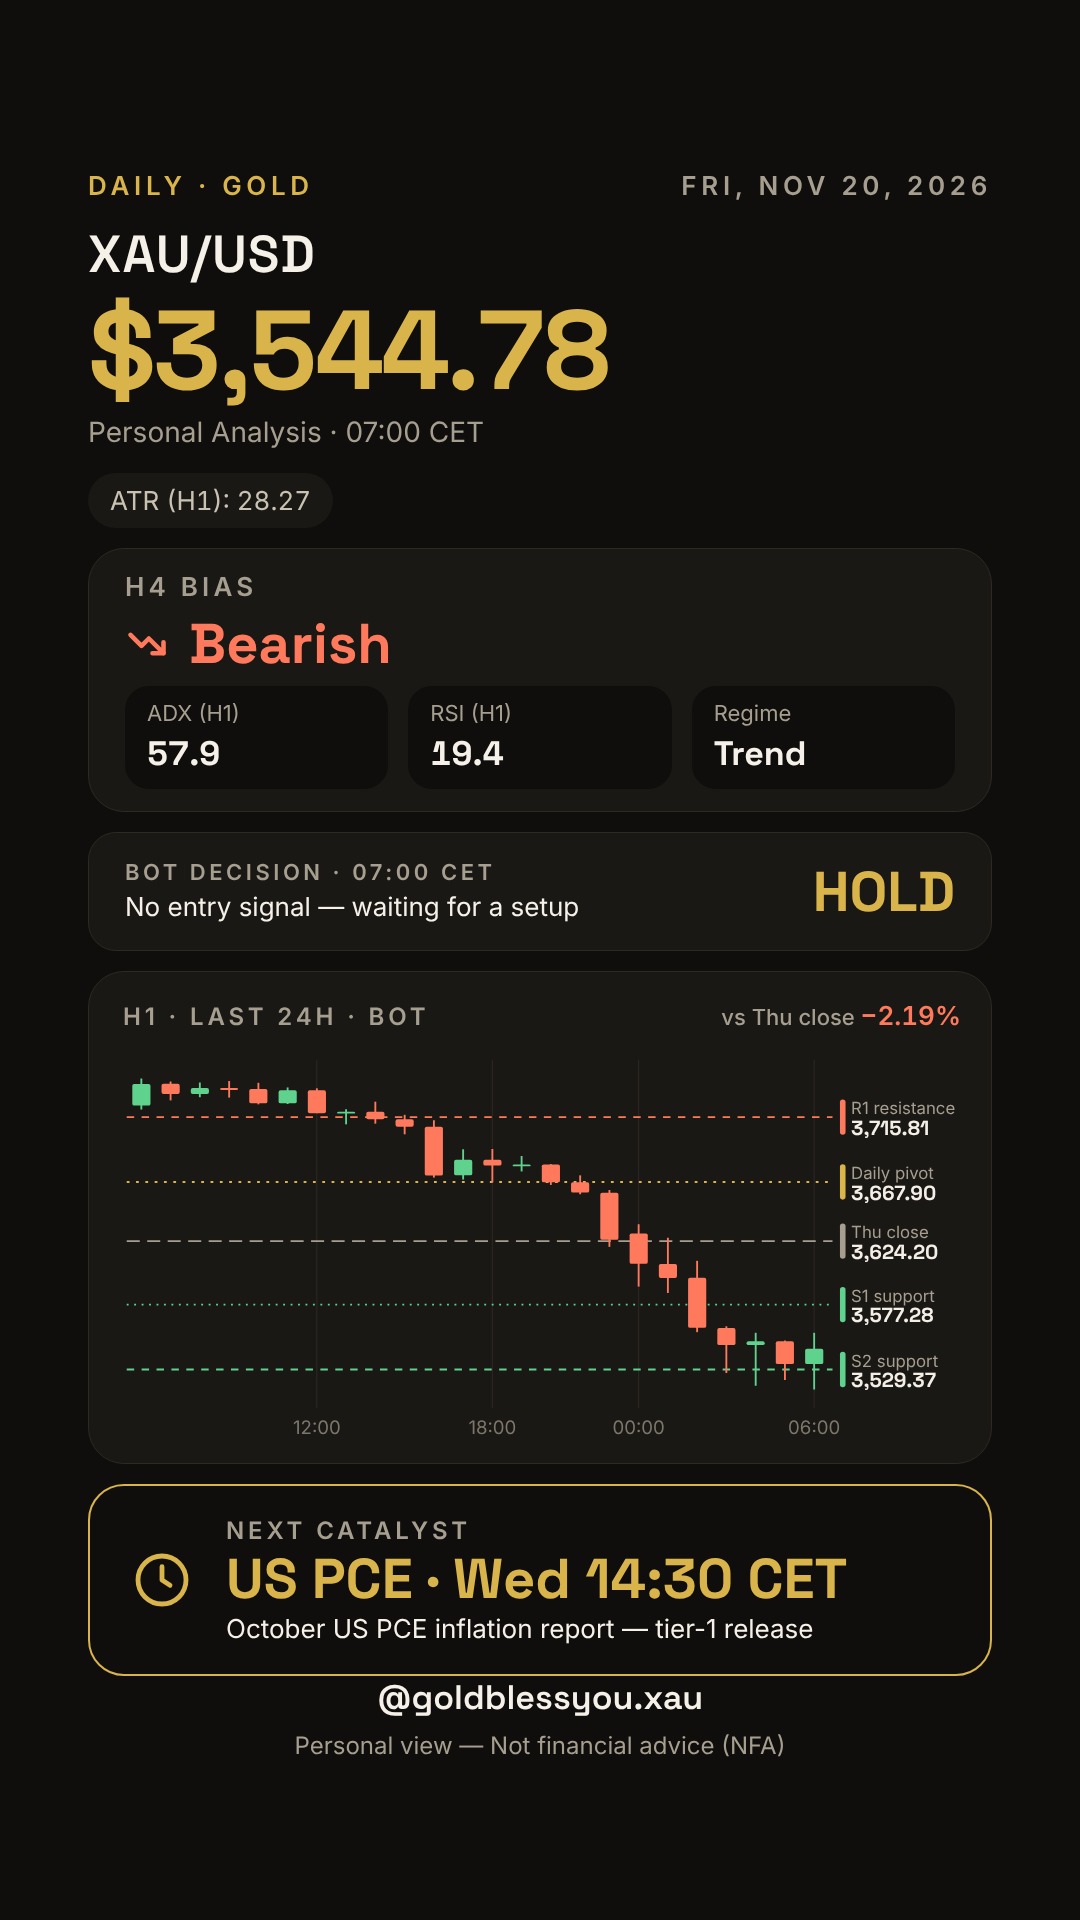 DAILY · GOLD
FRI, NOV 20, 2026
XAU/USD
$3,544.78
Personal Analysis · 07:00 CET
ATR (H1): 28.27
H4 BIAS
Bearish
ADX (H1)
57.9
RSI (H1)
19.4
Regime
Trend
BOT DECISION · 07:00 CET
No entry signal — waiting for a setup
HOLD
H1 · LAST 24H · BOT
vs Thu close −2.19%
R1 resistance
3,715.81
Daily pivot
3,667.90
Thu close
3,624.20
S1 support
3,577.28
S2 support
3,529.37
12:00 18:00 00:00 06:00
NEXT CATALYST
US PCE · Wed 14:30 CET
October US PCE inflation report — tier-1 release
@goldblessyou.xau
Personal view — Not financial advice (NFA)